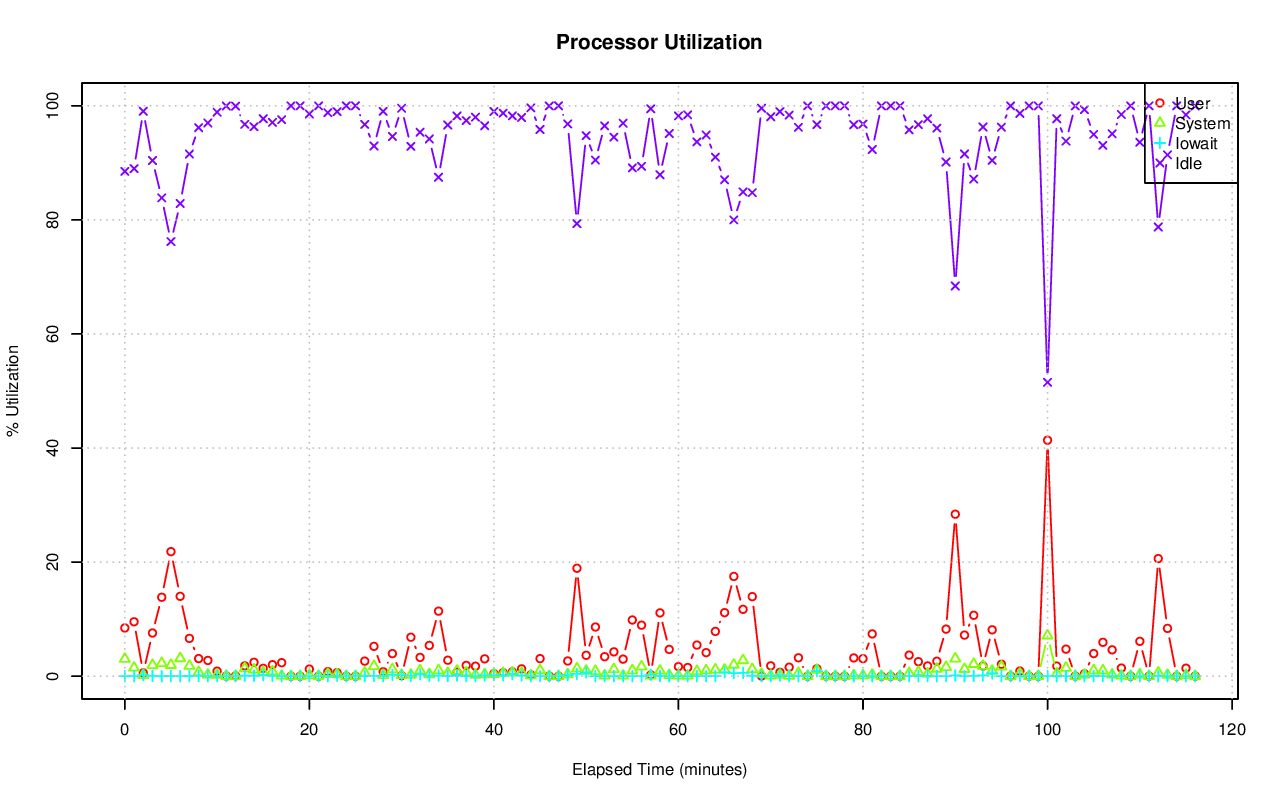 Processor Utilization
% Utilization
100
80
60
40
20
0
User
System
Iowait
Idle
0 20 40 60 80 100 120
Elapsed Time (minutes)